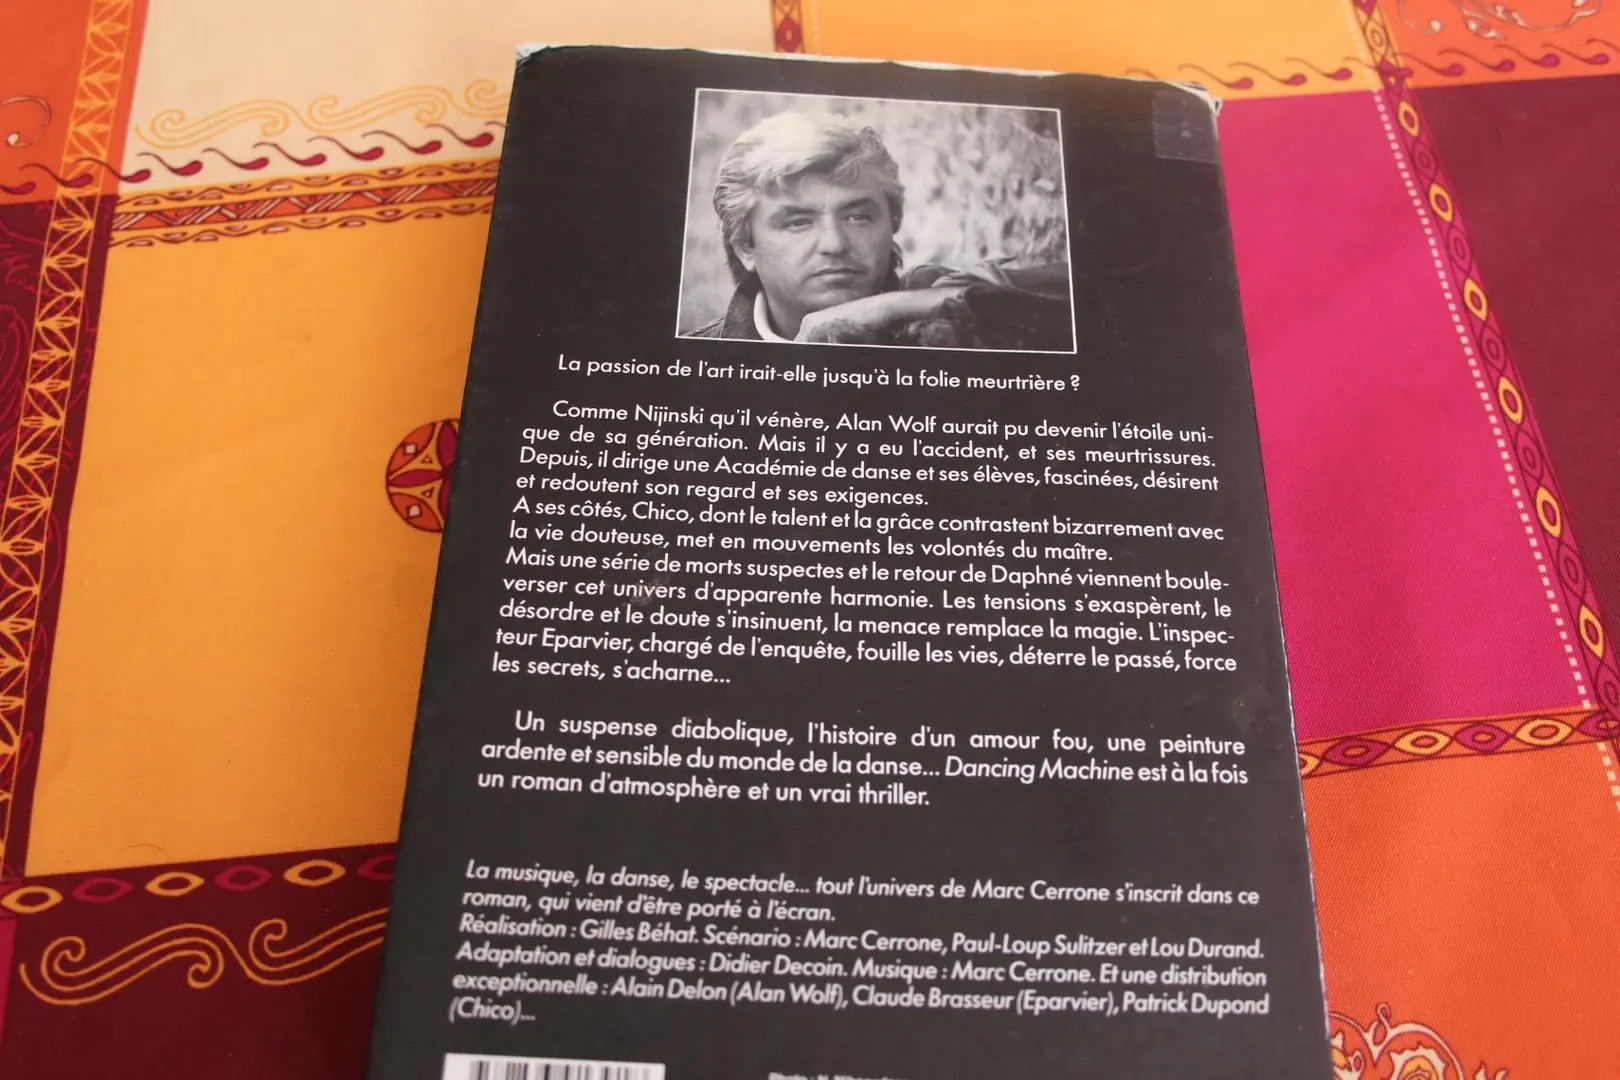 La passion de l'art irait-elle jusqu'à la folie meurtrière ?
Comme Nijinski qu'il vénère, Alan Wolf aurait pu devenir l'étoile uni-
que de sa génération. Mais il y a eu l'accident, et ses meurtrissures.
Depuis, il dirige une Académie de danse et ses élèves, fascinées, désirent
et redoutent son regard et ses exigences.
A ses côtés, Chico, dont le talent et la grâce contrastent bizarrement avec
la vie douteuse, met en mouvements les volontés du maître.
Mais une série de morts suspectes et le retour de Daphné viennent boule-
verser cet univers d'apparente harmonie. Les tensions s'exaspèrent, le
désordre et le doute s'insinuent, la menace remplace la magie. L'inspec-
teur Eparvier, chargé de l'enquête, fouille les vies, déterre le passé, force
les secrets, s'acharne...
Un suspense diabolique, l'histoire d'un amour fou, une peinture
ardente et sensible du monde de la danse... Dancing Machine est à la fois
un roman d'atmosphère et un vrai thriller.
La musique, la danse, le spectacle... tout l'univers de Marc Cerrone s'inscrit dans ce
roman, qui vient d'être porté à l'écran.
Réalisation : Gilles Béhat. Scénario : Marc Cerrone, Paul-Loup Sulitzer et Lou Durand.
Adaptation et dialogues : Didier Decoin. Musique : Marc Cerrone. Et une distribution
exceptionnelle : Alain Delon (Alan Wolf), Claude Brasseur (Eparvier), Patrick Dupond
(Chico)...